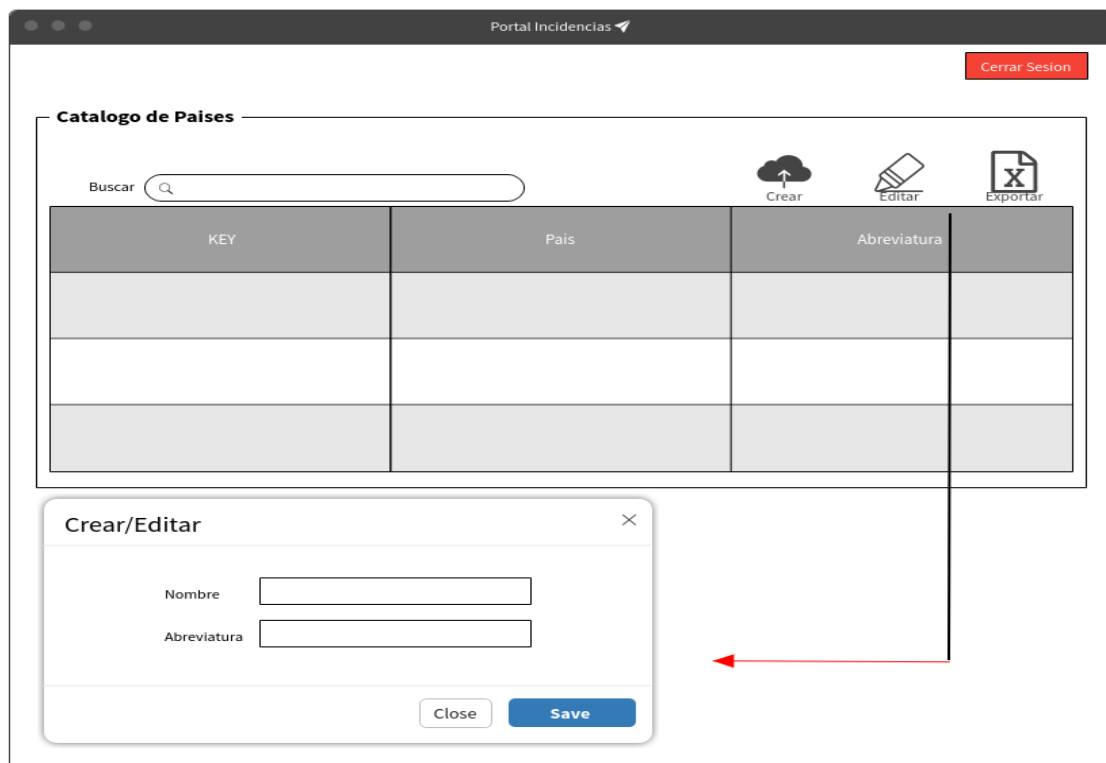 Portal Incidencias
Cerrar Sesion
Catalogo de Paises
Buscar
Crear
Editar
Exportar
KEY Pais Abreviatura
Crear/Editar
Nombre
Abreviatura
Close Save